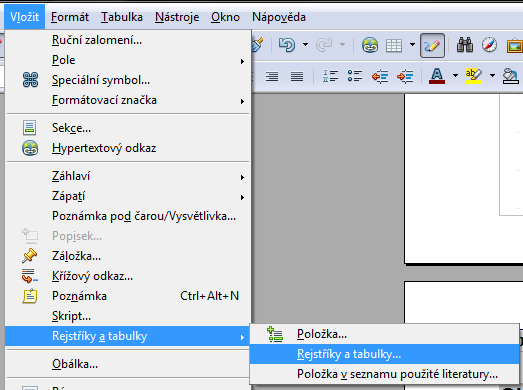 Vložit Formát Tabulka Nástroje Okno Nápověda
Ruční zalomení...
Pole
Speciální symbol...
Formátovací značka
Sekce...
Hypertextový odkaz
Záhlaví
Zápatí
Poznámka pod čarou/Vysvětlivka...
Popisek...
Záložka...
Křížový odkaz...
Poznámka Ctrl+Alt+N
Skript...
Rejstříky a tabulky
Položka...
Rejstříky a tabulky...
Položka v seznamu použité literatury...
Obálka...